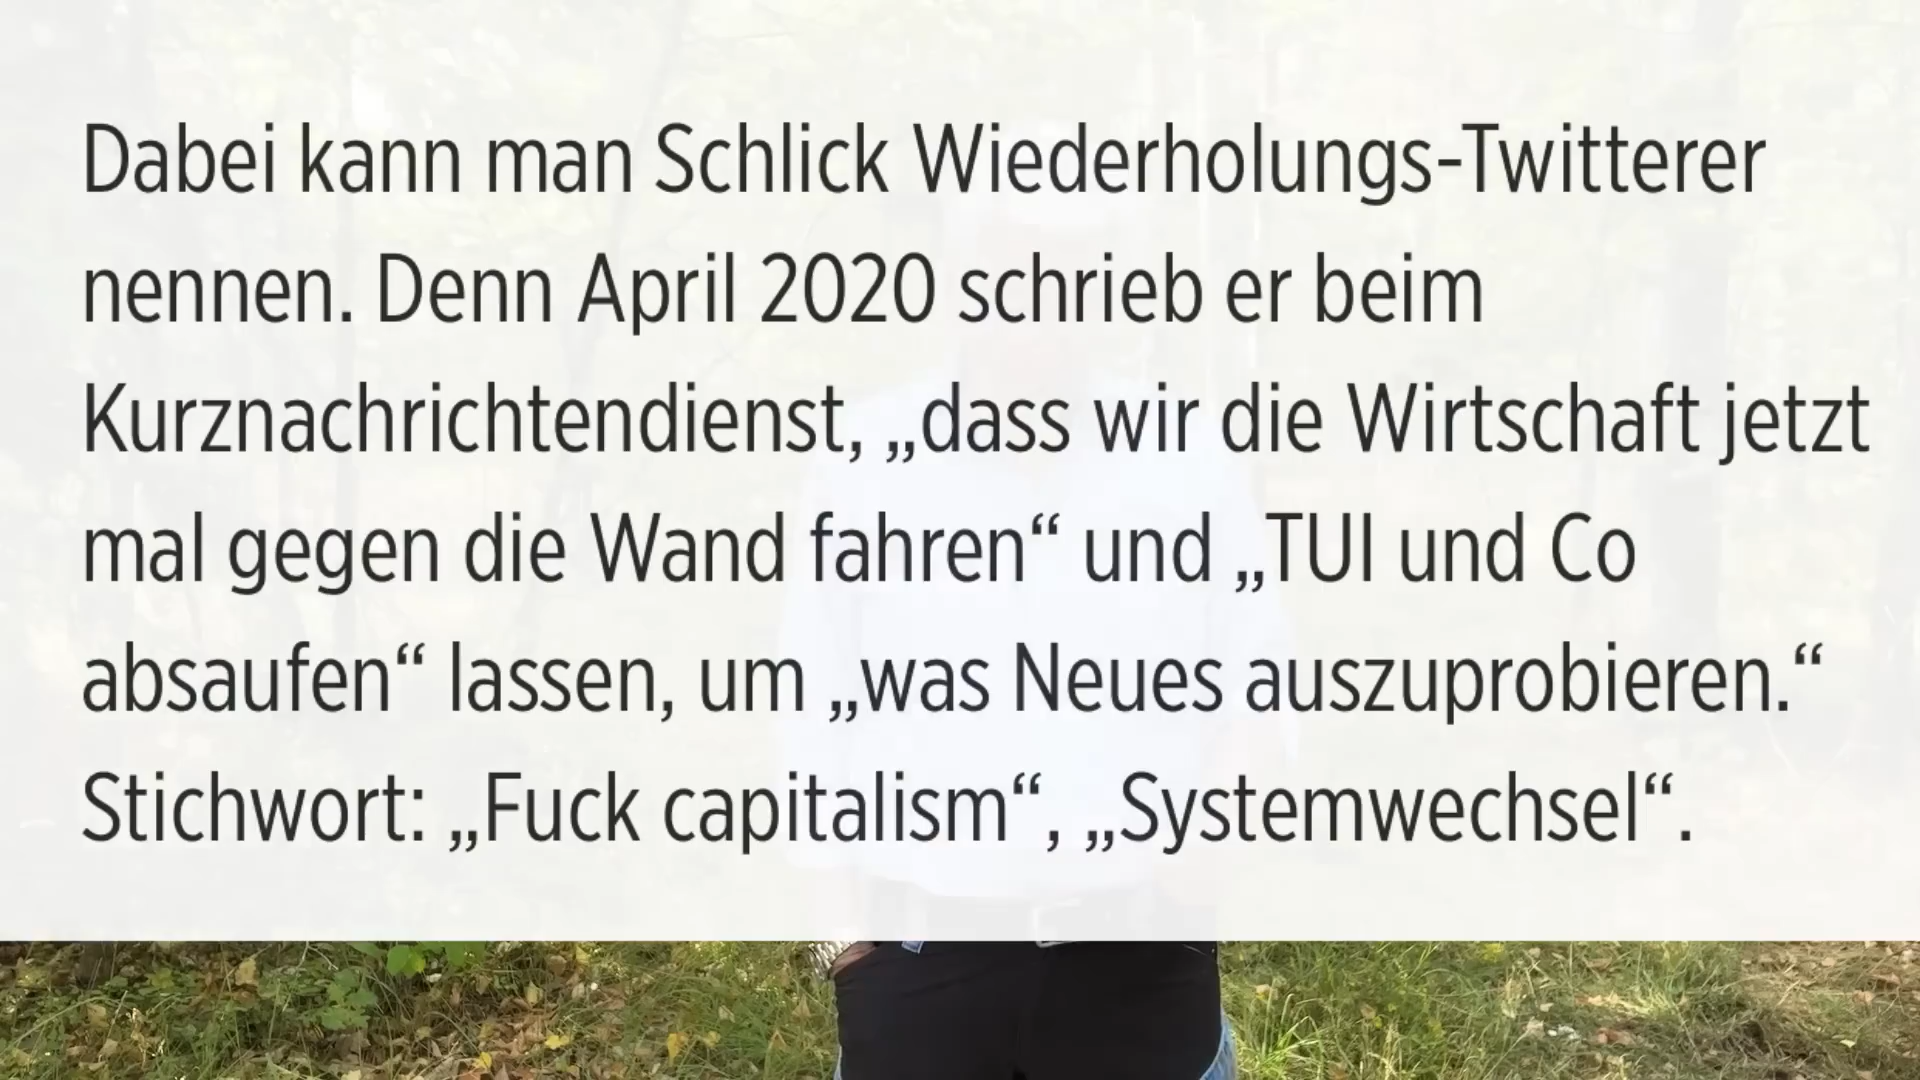 Dabei kann man Schlick Wiederholungs-Twitterer
nennen. Denn April 2020 schrieb er beim
Kurznachrichtendienst, „dass wir die Wirtschaft jetzt
mal gegen die Wand fahren“ und „TUI und Co
absaufen“ lassen, um „was Neues auszuprobieren.“
Stichwort: „Fuck capitalism“, „Systemwechsel“.